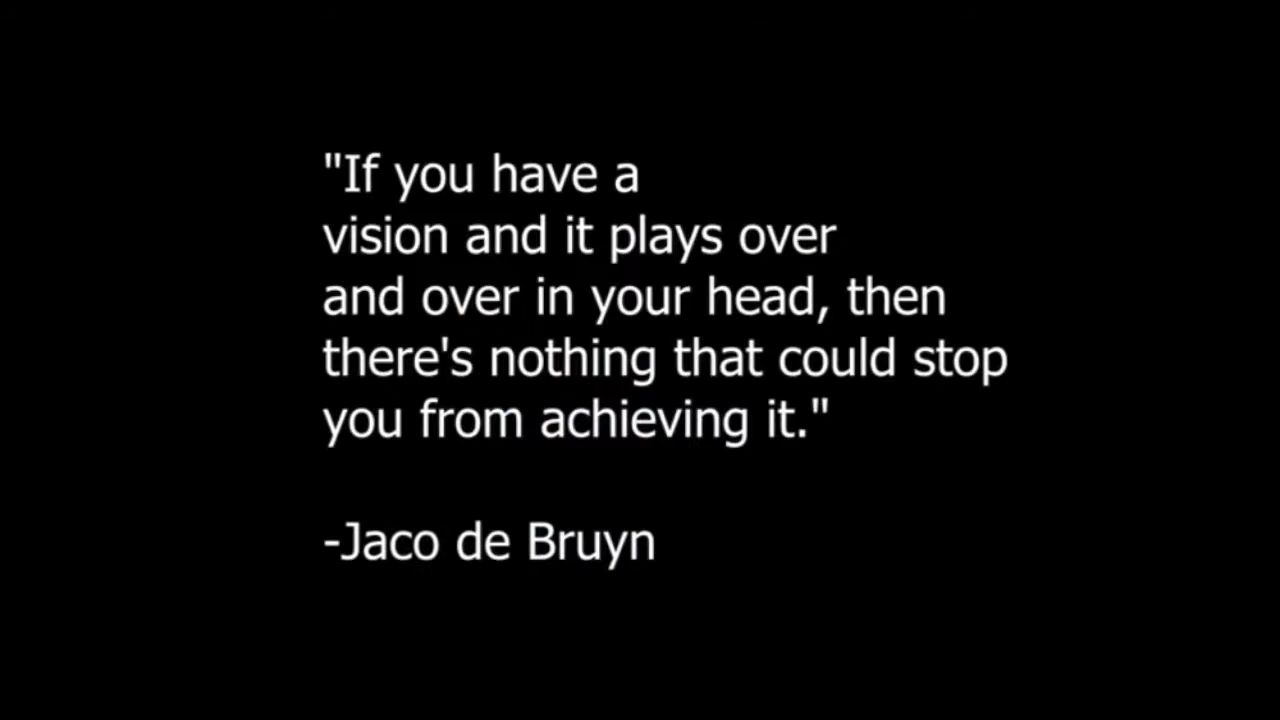 "If you have a
vision and it plays over
and over in your head, then
there's nothing that could stop
you from achieving it."
-Jaco de Bruyn